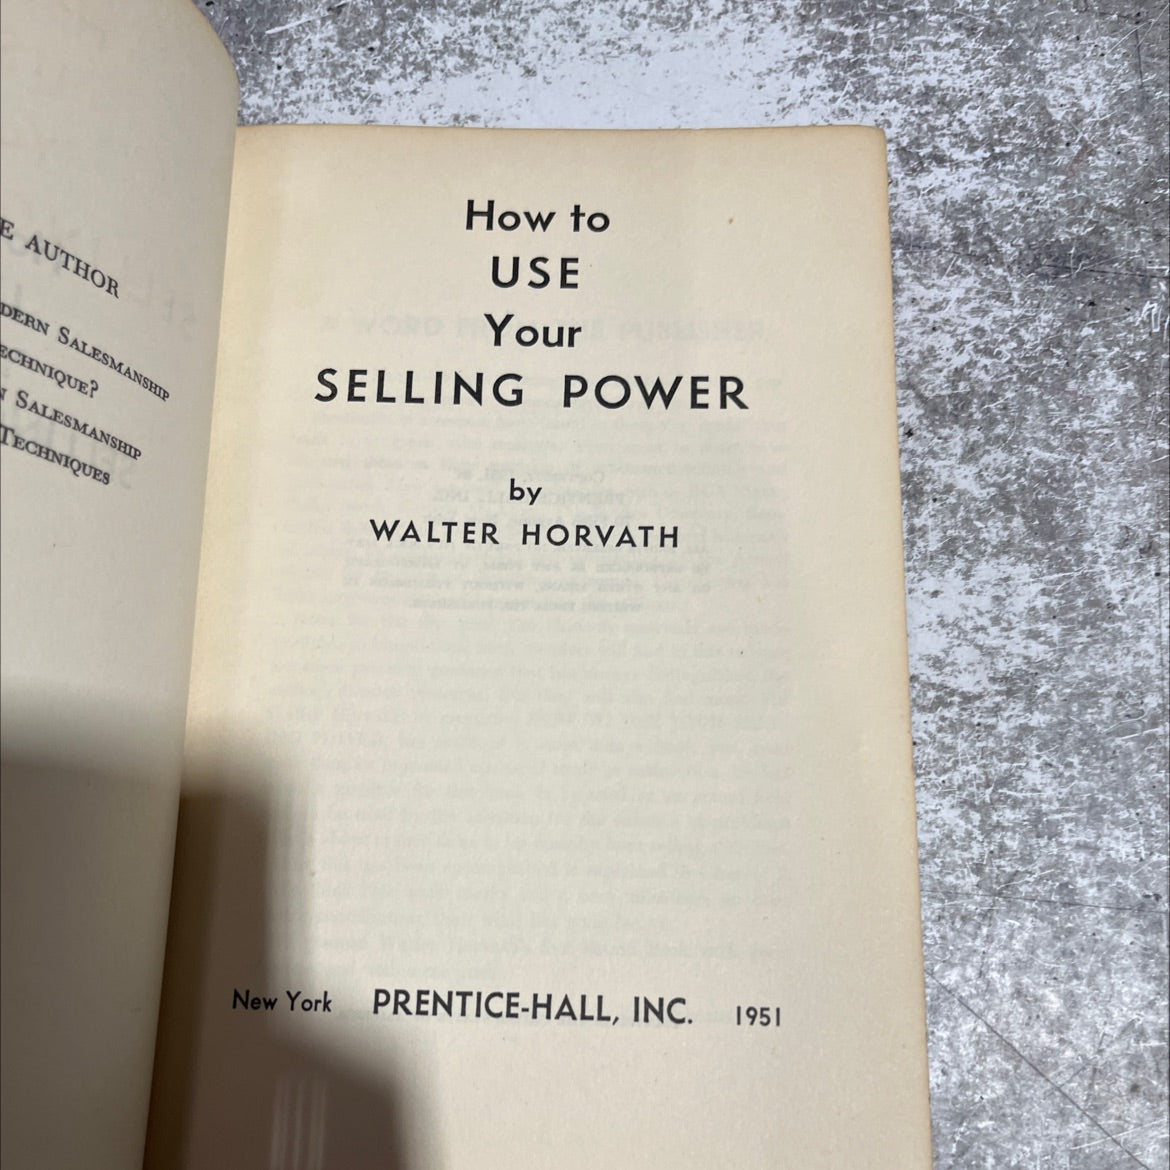 E AUTHOR
DERN SALESMANSHIP
ECHNIQUE?
N SALESMANSHIP
TECHNIQUES
How to
USE
Your
SELLING POWER
by
WALTER HORVATH
New York PRENTICE-HALL, INC. 1951